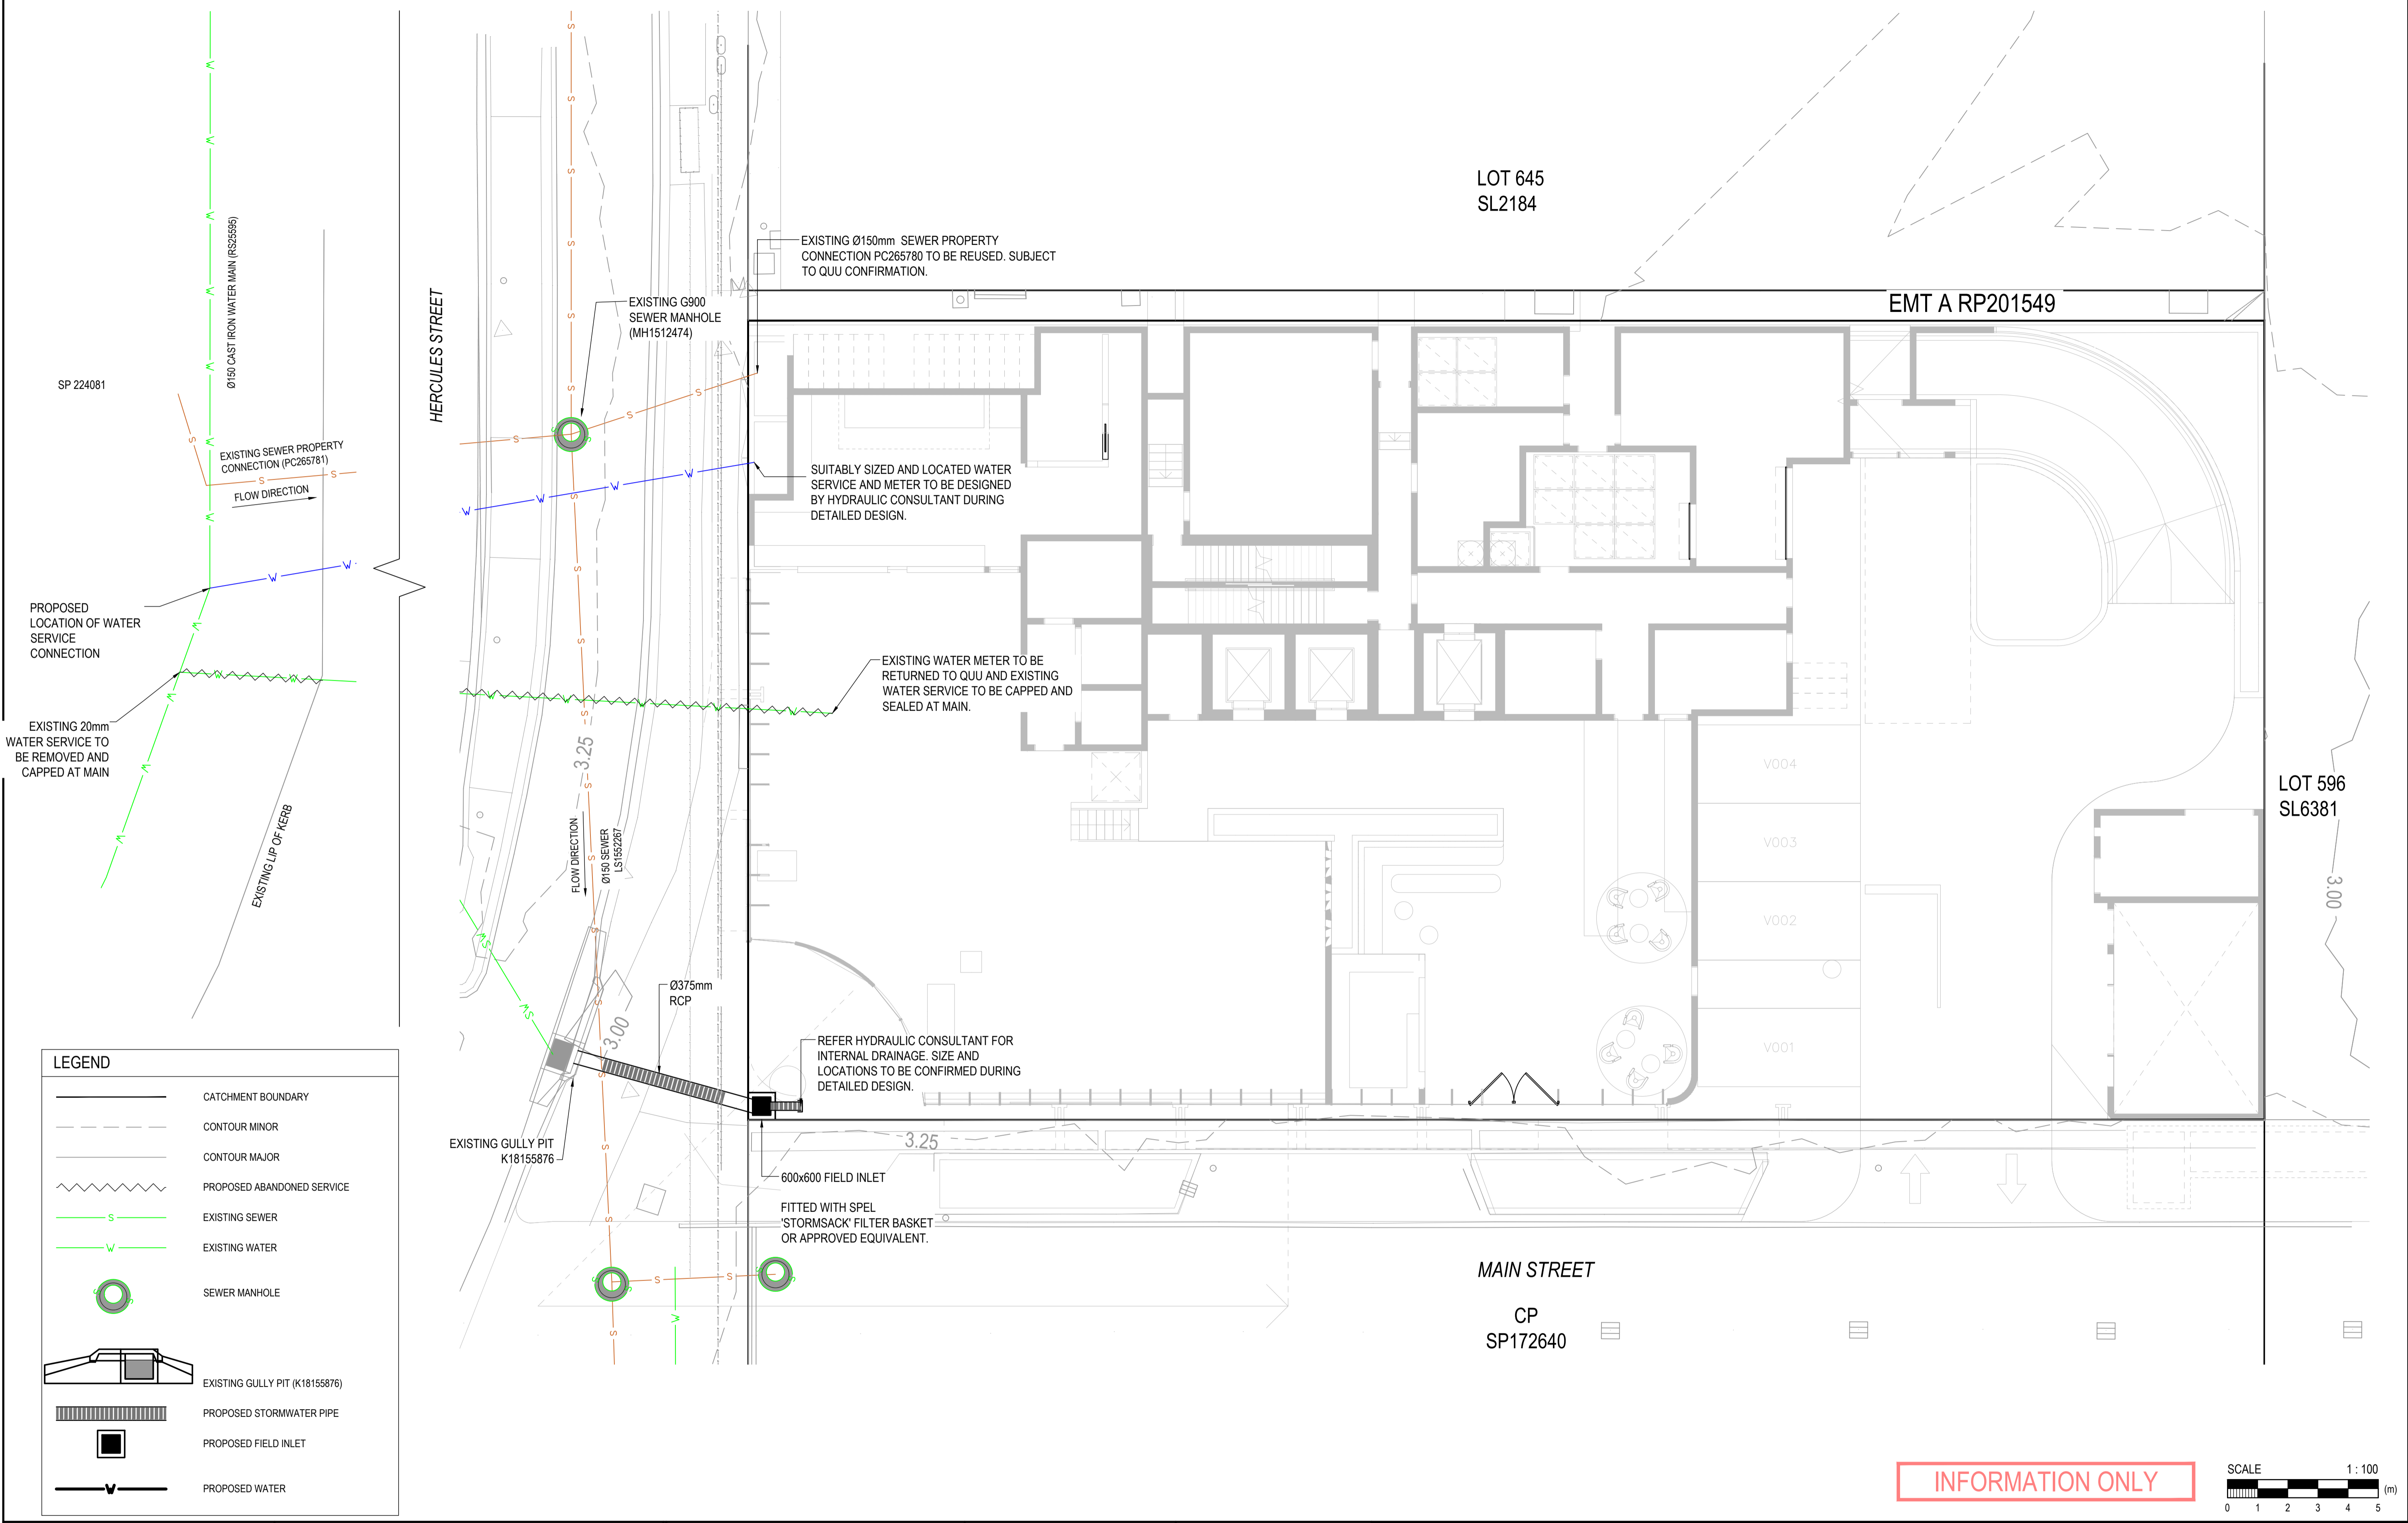 LOT 645
SL2184
EXISTING Ø150mm SEWER PROPERTY
CONNECTION PC265780 TO BE REUSED. SUBJECT
TO QUU CONFIRMATION.
EMT A RP201549
EXISTING G900
SEWER MANHOLE
(MH1512474)
HERCULES STREET
Ø150 CAST IRON WATER MAIN (RS25595)
SP 224081
EXISTING SEWER PROPERTY
CONNECTION (PC265781)
FLOW DIRECTION
SUITABLY SIZED AND LOCATED WATER
SERVICE AND METER TO BE DESIGNED
BY HYDRAULIC CONSULTANT DURING
DETAILED DESIGN.
PROPOSED
LOCATION OF WATER
SERVICE
CONNECTION
EXISTING WATER METER TO BE
RETURNED TO QUU AND EXISTING
WATER SERVICE TO BE CAPPED AND
SEALED AT MAIN.
EXISTING 20mm
WATER SERVICE TO
BE REMOVED AND
CAPPED AT MAIN
3.25
V004
LOT 596
SL6381
EXISTING LIP OF KERB
FLOW DIRECTION
Ø150 SEWER
LS1552267
V003
3.00
V002
Ø375mm
RCP
3.00
V001
REFER HYDRAULIC CONSULTANT FOR
INTERNAL DRAINAGE. SIZE AND
LOCATIONS TO BE CONFIRMED DURING
DETAILED DESIGN.
EXISTING GULLY PIT
K18155876
3.25
600x600 FIELD INLET
FITTED WITH SPEL
'STORMSACK' FILTER BASKET
OR APPROVED EQUIVALENT.
MAIN STREET
CP
SP172640
LEGEND
CATCHMENT BOUNDARY
CONTOUR MINOR
CONTOUR MAJOR
PROPOSED ABANDONED SERVICE
S EXISTING SEWER
W EXISTING WATER
SEWER MANHOLE
EXISTING GULLY PIT (K18155876)
PROPOSED STORMWATER PIPE
PROPOSED FIELD INLET
W PROPOSED WATER
INFORMATION ONLY
SCALE 1 : 100
(m)
0 1 2 3 4 5